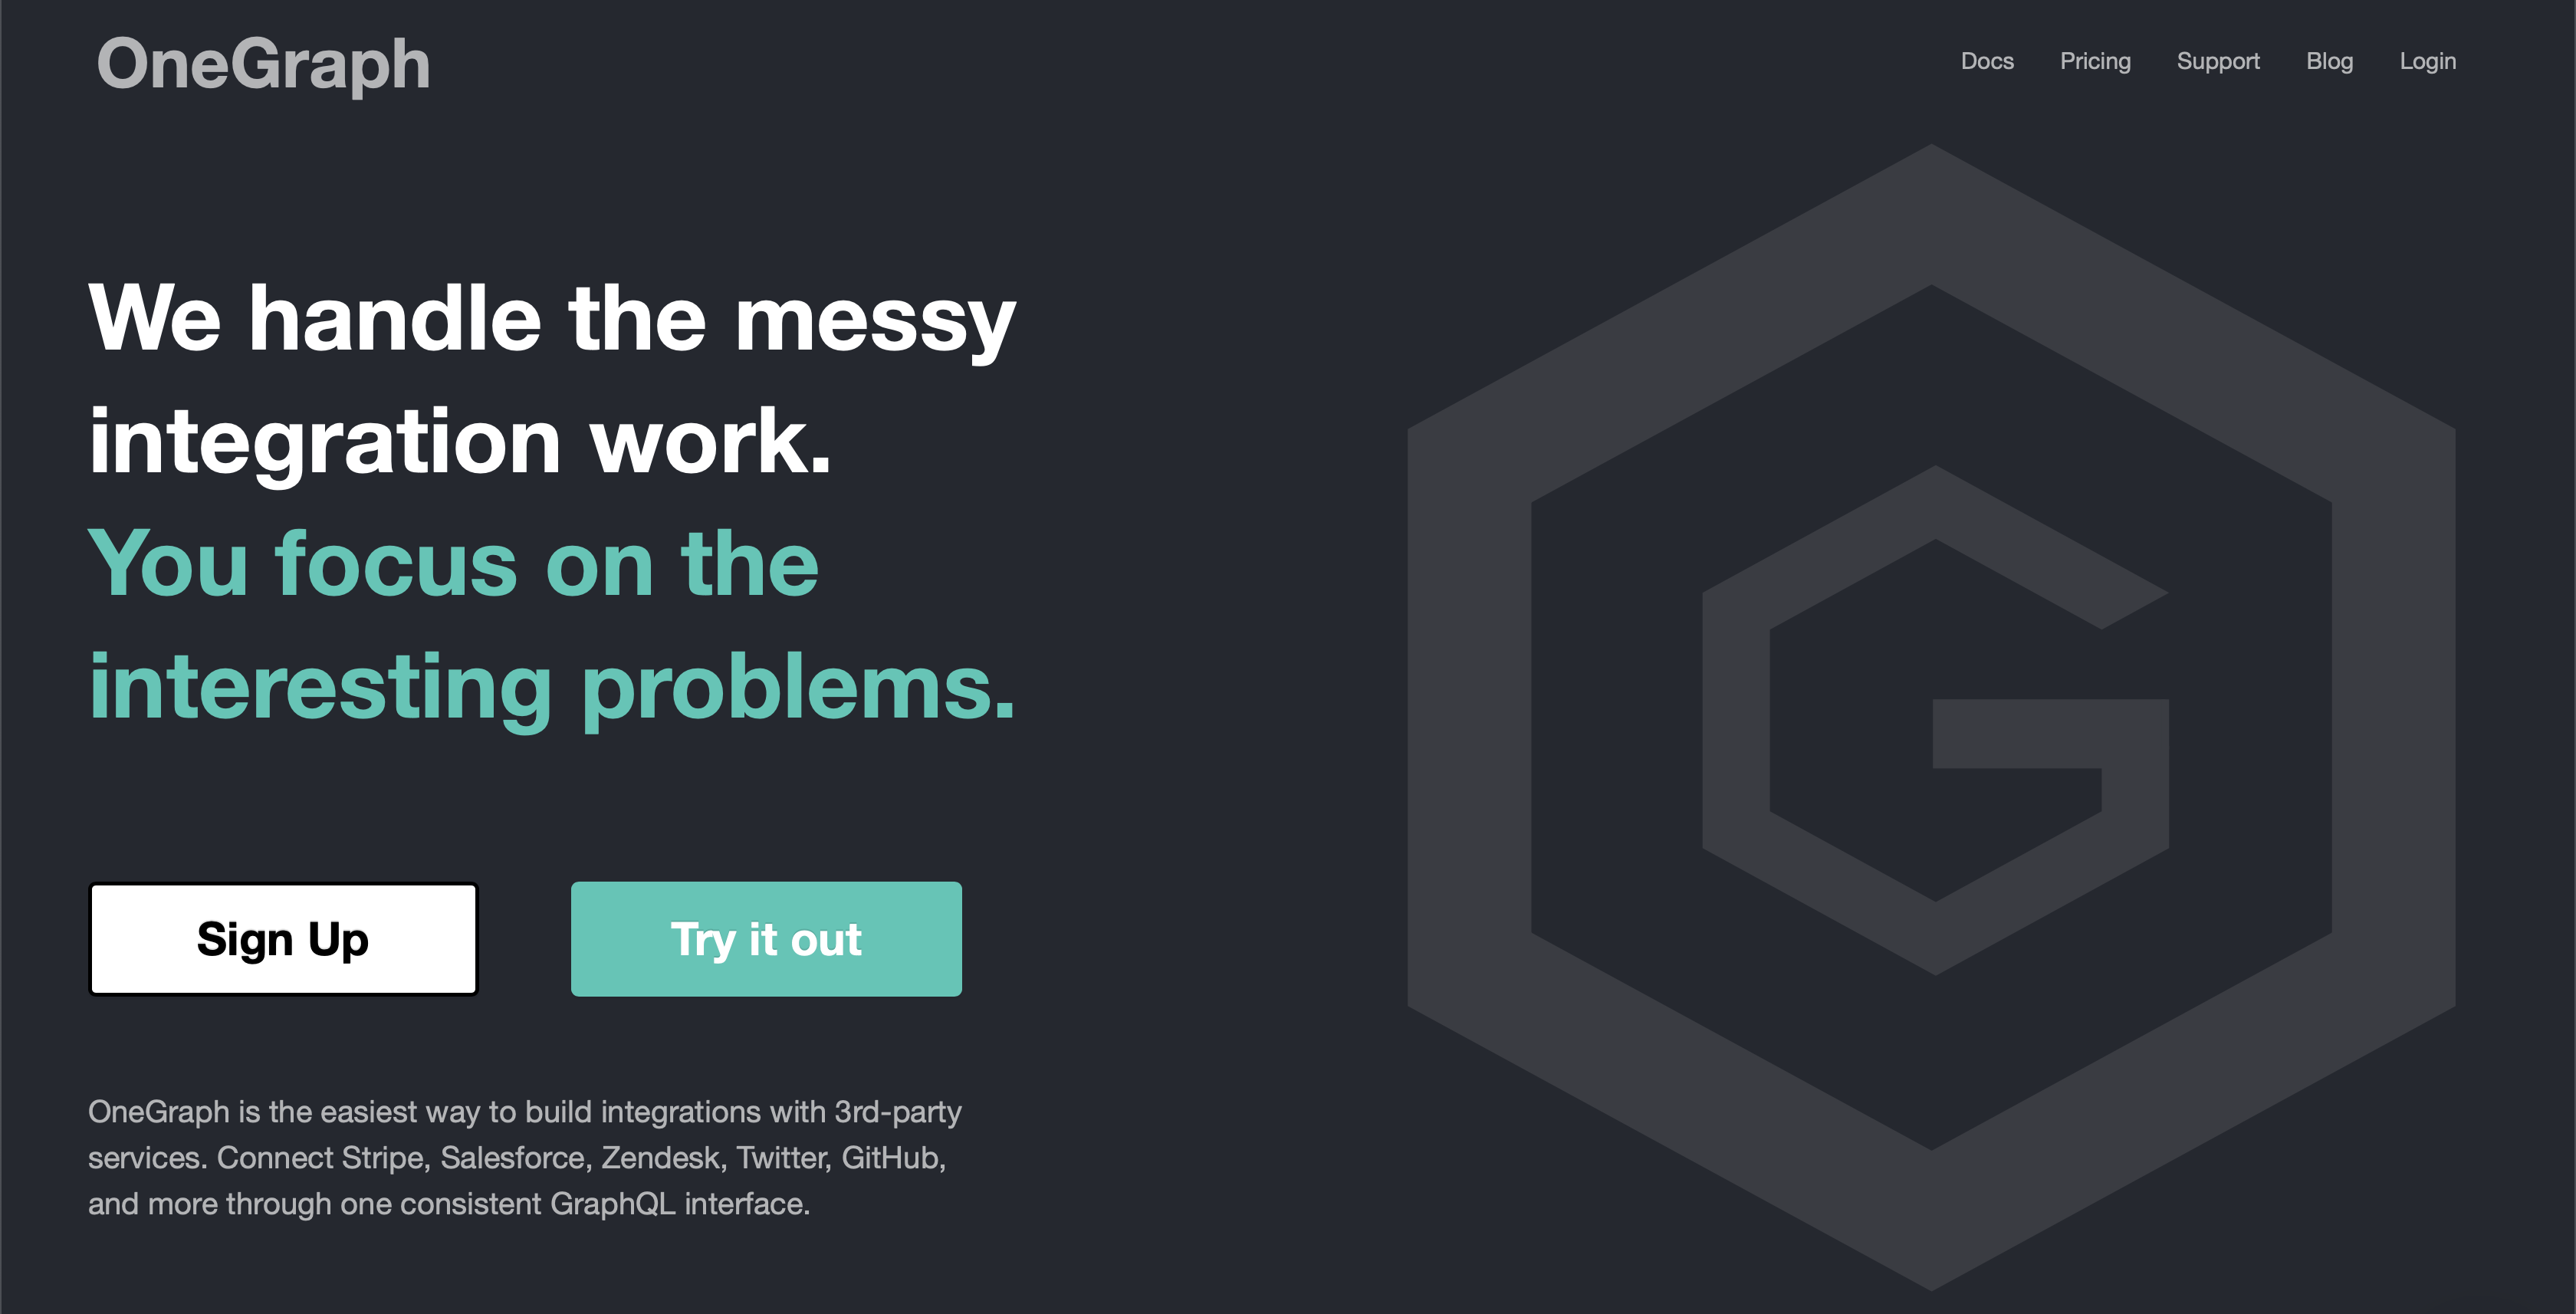 OneGraph
Docs Pricing Support Blog Login
We handle the messy
integration work.
You focus on the
interesting problems.
Sign Up
Try it out
OneGraph is the easiest way to build integrations with 3rd-party
services. Connect Stripe, Salesforce, Zendesk, Twitter, GitHub,
and more through one consistent GraphQL interface.
G